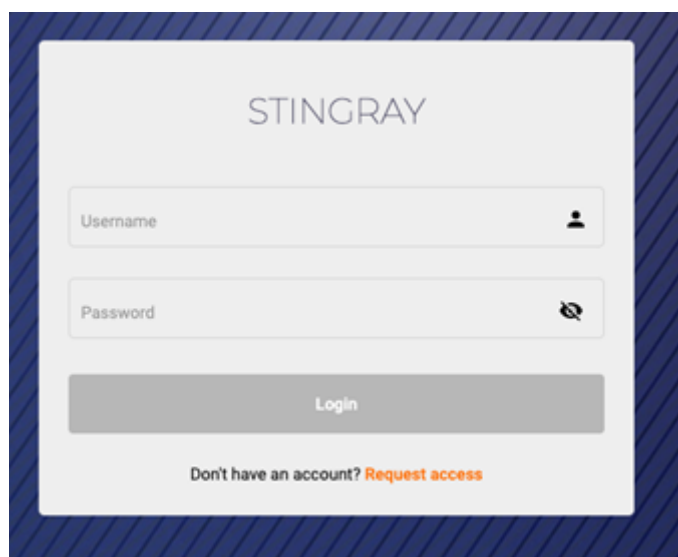 STINGRAY
Username
Password
Login
Don't have an account? Request access